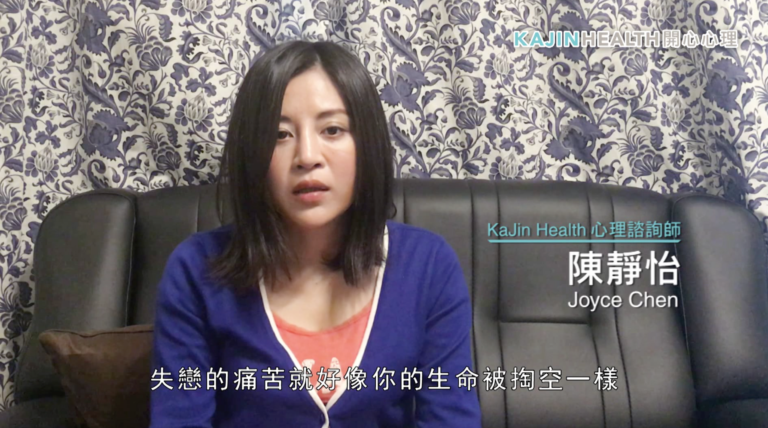 KAJINHEALTH開心心理
KaJin Health 心理諮詢師
陳靜怡
Joyce Chen
失戀的痛苦就好像你的生命被掏空一樣